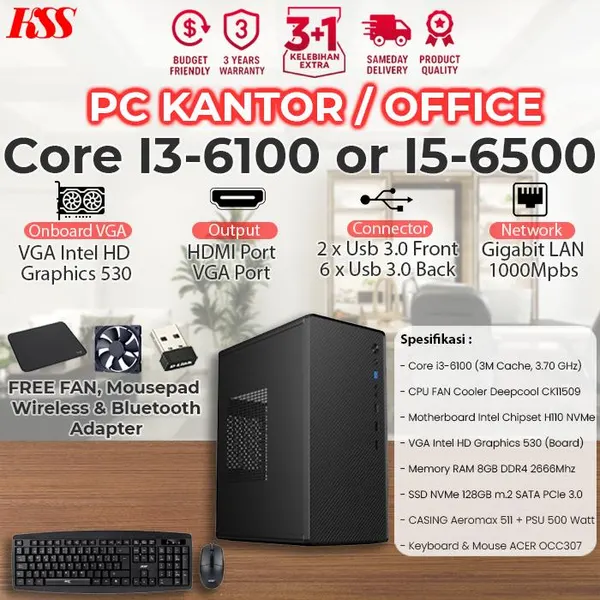 KSS
BUDGET
FRIENDLY
3
3 YEARS
WARRANTY
3+1
KELEBIHAN
EXTRA
SAMEDAY
DELIVERY
PRODUCT
QUALITY
PC KANTOR / OFFICE
Core I3-6100 or I5-6500
Onboard VGA
VGA Intel HD
Graphics 530
Output
HDMI Port
VGA Port
Connector
2 x Usb 3.0 Front
6 x Usb 3.0 Back
Network
Gigabit LAN
1000Mpbs
FREE FAN, Mousepad
Wireless & Bluetooth
Adapter
Spesifikasi :
- Core i3-6100 (3M Cache, 3.70 GHz)
- CPU FAN Cooler Deepcool CK11509
- Motherboard Intel Chipset H110 NVMe
- VGA Intel HD Graphics 530 (Board)
- Memory RAM 8GB DDR4 2666Mhz
- SSD NVMe 128GB m.2 SATA PCIe 3.0
- CASING Aeromax 511 + PSU 500 Watt
- Keyboard & Mouse ACER OCC307